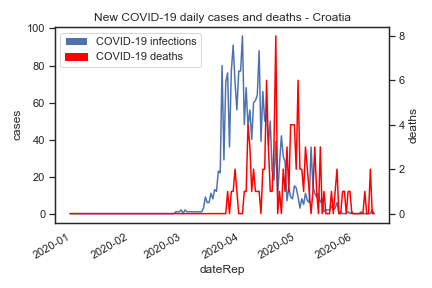 New COVID-19 daily cases and deaths - Croatia
COVID-19 infections
COVID-19 deaths
100
80
60
40
20
0
cases
8
6
4
2
0
deaths
2020-01
2020-02
2020-03
2020-04
2020-05
2020-06
dateRep